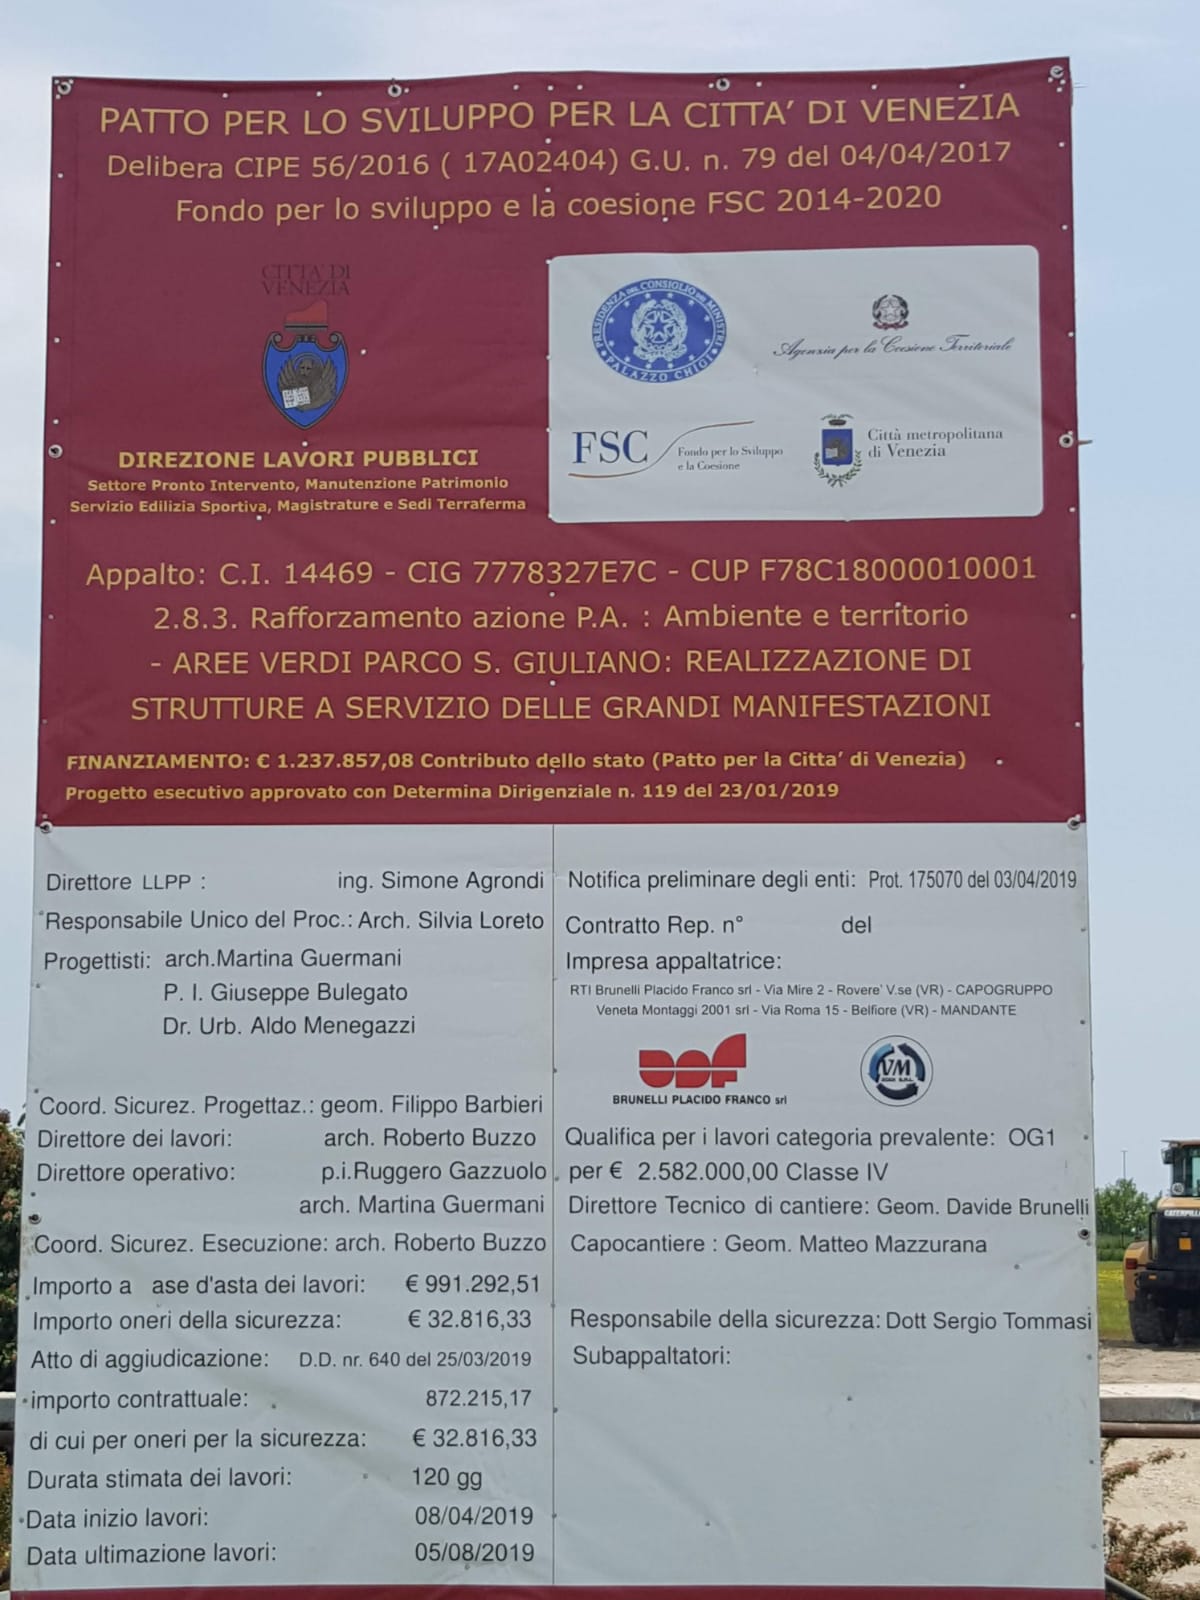 PATTO PER LO SVILUPPO PER LA CITTA' DI VENEZIA
Delibera CIPE 56/2016 ( 17A02404) G.U. n. 79 del 04/04/2017
Fondo per lo sviluppo e la coesione FSC 2014-2020
CITTA' DI
VENEZIA
DIREZIONE LAVORI PUBBLICI
Settore Pronto Intervento, Manutenzione Patrimonio
Servizio Edilizia Sportiva, Magistrature e Sedi Terraferma
PRESIDENZA DEL CONSIGLIO DEI MINISTRI
PALAZZO CHIGI
Agenzia per la Coesione Territoriale
FSC Fondo per lo Sviluppo
e la Coesione
Città metropolitana
di Venezia
Appalto: C.I. 14469 - CIG 7778327E7C - CUP F78C18000010001
2.8.3. Rafforzamento azione P.A. : Ambiente e territorio
- AREE VERDI PARCO S. GIULIANO: REALIZZAZIONE DI
STRUTTURE A SERVIZIO DELLE GRANDI MANIFESTAZIONI
FINANZIAMENTO: € 1.237.857,08 Contributo dello stato (Patto per la Citta' di Venezia)
Progetto esecutivo approvato con Determina Dirigenziale n. 119 del 23/01/2019
Direttore LLPP : ing. Simone Agrondi
Responsabile Unico del Proc.: Arch. Silvia Loreto
Progettisti: arch.Martina Guermani
P. I. Giuseppe Bulegato
Dr. Urb. Aldo Menegazzi
Coord. Sicurez. Progettaz.: geom. Filippo Barbieri
Direttore dei lavori: arch. Roberto Buzzo
Direttore operativo: p.i.Ruggero Gazzuolo
arch. Martina Guermani
Coord. Sicurez. Esecuzione: arch. Roberto Buzzo
Importo a ase d'asta dei lavori: € 991.292,51
Importo oneri della sicurezza: € 32.816,33
Atto di aggiudicazione: D.D. nr. 640 del 25/03/2019
importo contrattuale: 872.215,17
di cui per oneri per la sicurezza: € 32.816,33
Durata stimata dei lavori: 120 gg
Data inizio lavori: 08/04/2019
Data ultimazione lavori: 05/08/2019
Notifica preliminare degli enti: Prot. 175070 del 03/04/2019
Contratto Rep. n° del
Impresa appaltatrice:
RTI Brunelli Placido Franco srl - Via Mire 2 - Rovere' V.se (VR) - CAPOGRUPPO
Veneta Montaggi 2001 srl - Via Roma 15 - Belfiore (VR) - MANDANTE
BRUNELLI PLACIDO FRANCO srl
VM
2001 S.R.L.
Qualifica per i lavori categoria prevalente: OG1
per € 2.582.000,00 Classe IV
Direttore Tecnico di cantiere: Geom. Davide Brunelli
Capocantiere : Geom. Matteo Mazzurana
Responsabile della sicurezza: Dott Sergio Tommasi
Subappaltatori: